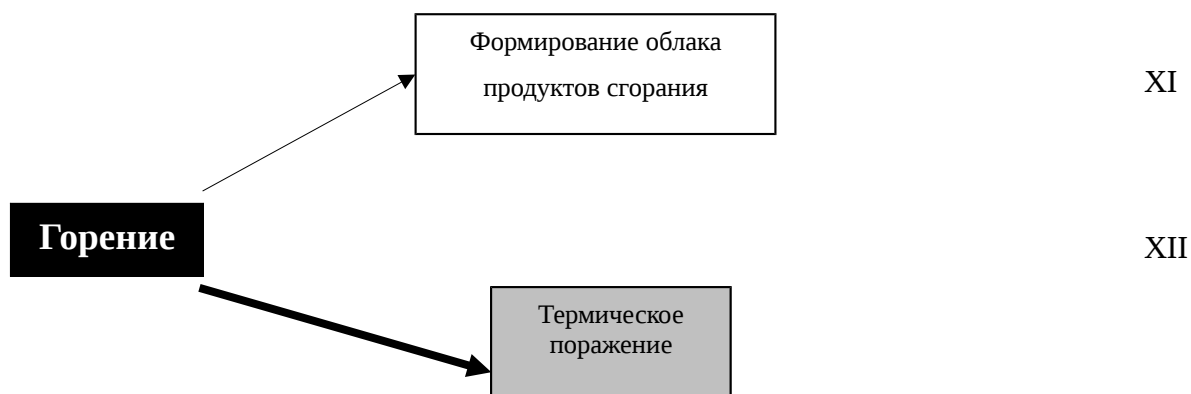 Формирование облака
продуктов сгорания
XI
Горение
XII
Термическое
поражение